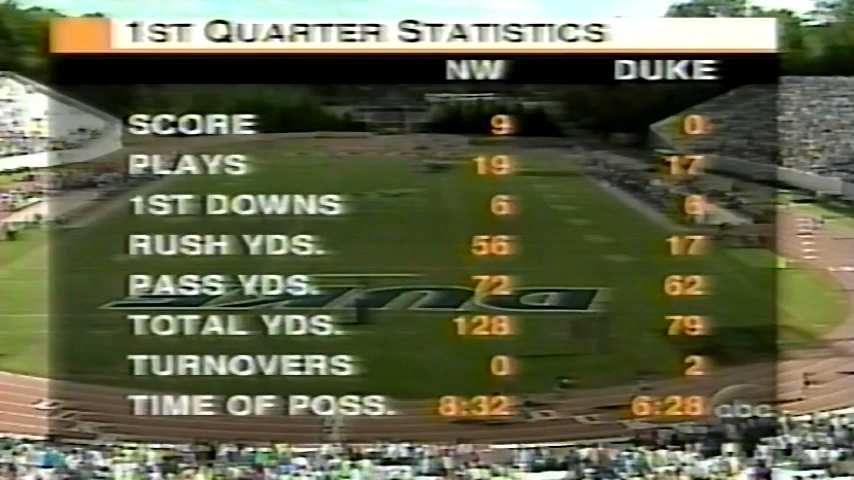 1ST QUARTER STATISTICS
NW DUKE
SCORE 9 0
PLAYS 19 17
1ST DOWNS 6 6
RUSH YDS. 56 17
PASS YDS. 72 62
DUKE
TOTAL YDS. 128 79
TURNOVERS 0 2
TIME OF POSS. 8:32 6:28
abc